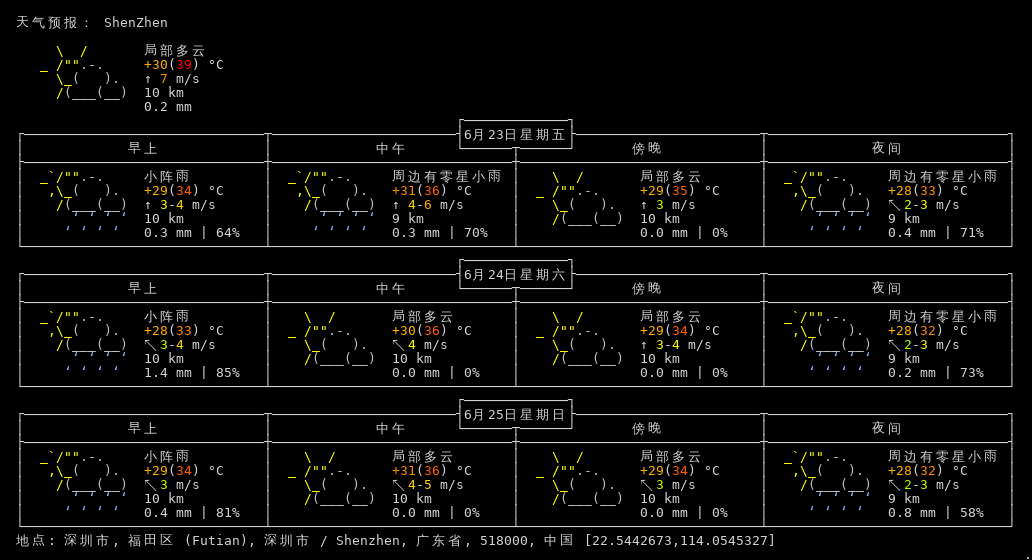 天气预报： ShenZhen
局部多云
+30(39) °C
↑ 7 m/s
10 km
0.2 mm
6月23日星期五
早上 中午 傍晚 夜间
小阵雨 周边有零星小雨 局部多云 周边有零星小雨
+29(34) °C +31(36) °C +29(35) °C +28(33) °C
↑ 3-4 m/s ↑ 4-6 m/s ↑ 3 m/s ↖ 2-3 m/s
10 km 9 km 10 km 9 km
0.3 mm | 64% 0.3 mm | 70% 0.0 mm | 0% 0.4 mm | 71%
6月24日星期六
早上 中午 傍晚 夜间
小阵雨 局部多云 局部多云 周边有零星小雨
+28(33) °C +30(36) °C +29(34) °C +28(32) °C
↖ 3-4 m/s ↖ 4 m/s ↑ 3-4 m/s ↖ 2-3 m/s
10 km 10 km 10 km 9 km
1.4 mm | 85% 0.0 mm | 0% 0.0 mm | 0% 0.2 mm | 73%
6月25日星期日
早上 中午 傍晚 夜间
小阵雨 局部多云 局部多云 周边有零星小雨
+29(34) °C +31(36) °C +29(34) °C +28(32) °C
↖ 3 m/s ↖ 4-5 m/s ↖ 3 m/s ↖ 2-3 m/s
10 km 10 km 10 km 9 km
0.4 mm | 81% 0.0 mm | 0% 0.0 mm | 0% 0.8 mm | 58%
地点: 深圳市, 福田区 (Futian), 深圳市 / Shenzhen, 广东省, 518000, 中国 [22.5442673,114.0545327]